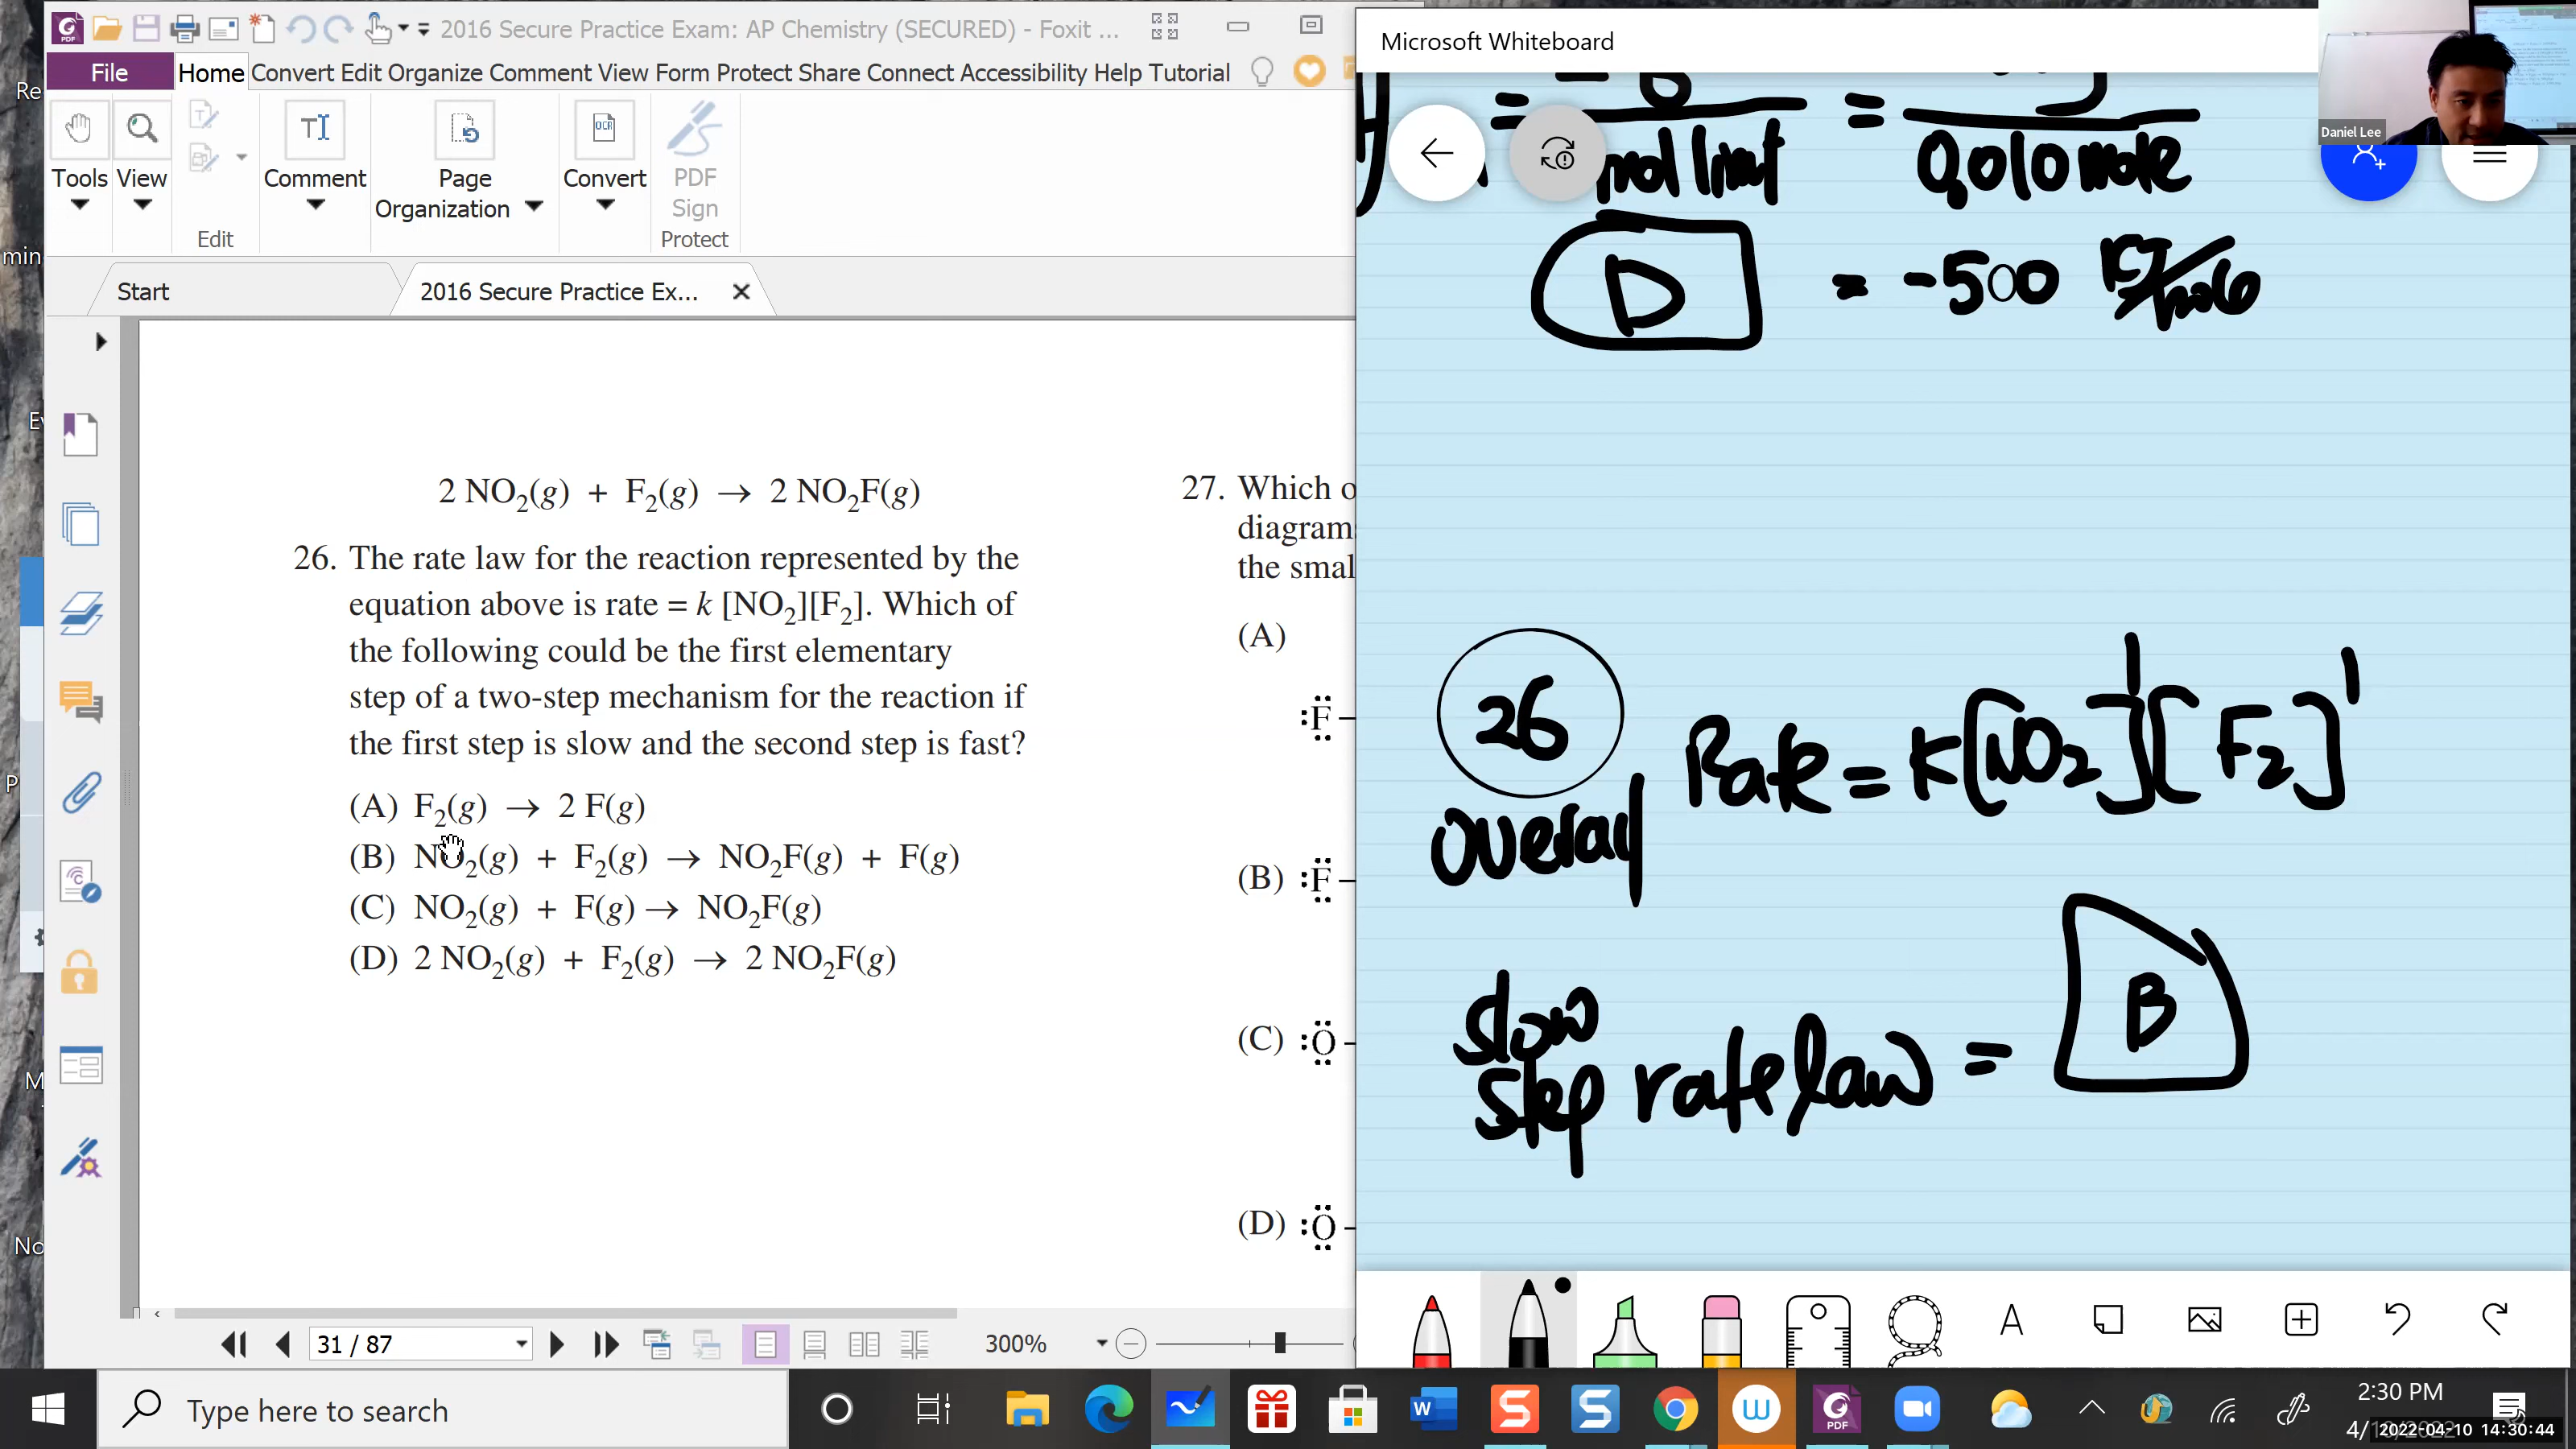 2016 Secure Practice Exam: AP Chemistry (SECURED) - Foxit ...
File Home Convert Edit Organize Comment View Form Protect Share Connect Accessibility Help Tutorial
Tools View Comment Page Organization Convert PDF Sign
Edit Protect
Start 2016 Secure Practice Ex...
2 NO₂(g) + F₂(g) → 2 NO₂F(g)
26. The rate law for the reaction represented by the
equation above is rate = k [NO₂][F₂]. Which of
the following could be the first elementary
step of a two-step mechanism for the reaction if
the first step is slow and the second step is fast?
(A) F₂(g) → 2 F(g)
(B) NO₂(g) + F₂(g) → NO₂F(g) + F(g)
(C) NO₂(g) + F(g) → NO₂F(g)
(D) 2 NO₂(g) + F₂(g) → 2 NO₂F(g)
27. Which o
diagram
the smal
(A)
:F–
(B) :F–
(C) :O–
(D) :O–
31 / 87
300%
Microsoft Whiteboard
Daniel Lee
= =
mol limit 0.010 mole
D = -500 kJ/mole
26 Rate = K[NO₂]¹[F₂]¹
overall
slow
step rate law = B
Type here to search
2:30 PM
2022-04-10 14:30:44